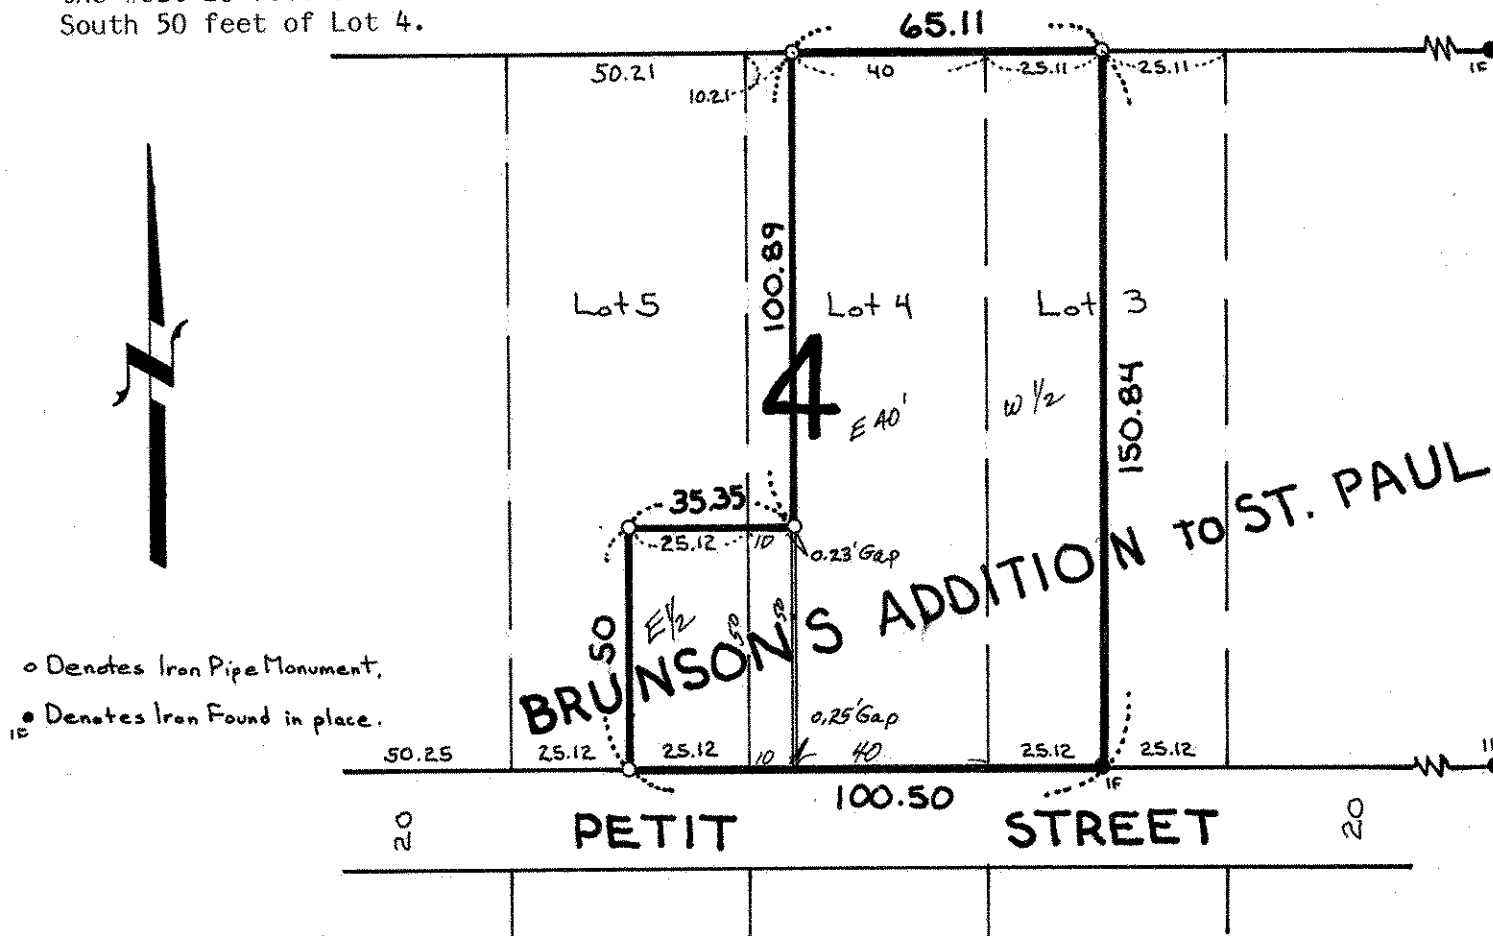 South 50 feet of Lot 4.
65.11
50.21
10.21
40
25.11
25.11
IF
100.89
Lot 5
Lot 4
Lot 3
4
E 40'
W 1/2
150.84
35.35
25.12
10
0.23' Gap
50
E 1/2
50
50
BRUNSON'S ADDITION to ST. PAUL
o Denotes Iron Pipe Monument.
IF Denotes Iron Found in place.
0.25' Gap
50.25
25.12
25.12
10
40
25.12
25.12
IF
100.50
20
PETIT STREET
20